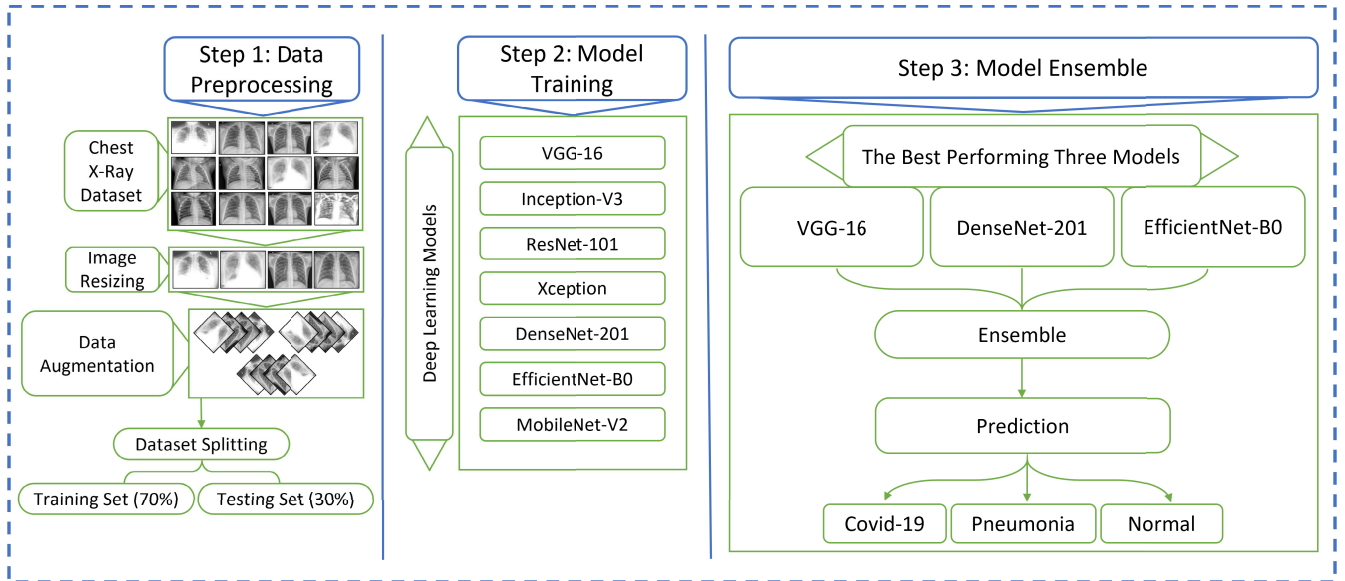 Step 1: Data
Preprocessing
Chest
X-Ray
Dataset
Image
Resizing
Data
Augmentation
Dataset Splitting
Training Set (70%)
Testing Set (30%)
Step 2: Model
Training
Deep Learning Models
VGG-16
Inception-V3
ResNet-101
Xception
DenseNet-201
EfficientNet-B0
MobileNet-V2
Step 3: Model Ensemble
The Best Performing Three Models
VGG-16
DenseNet-201
EfficientNet-B0
Ensemble
Prediction
Covid-19
Pneumonia
Normal